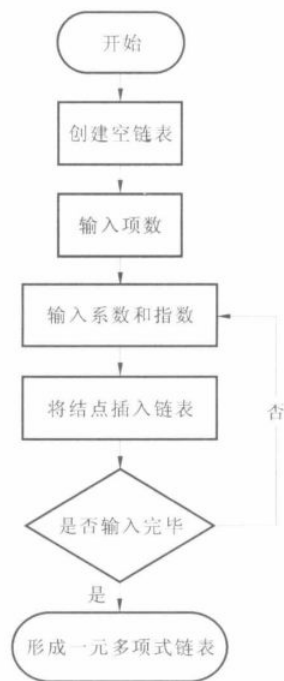 开始
创建空链表
输入项数
输入系数和指数
将结点插入链表
否
是否输入完毕
是
形成一元多项式链表